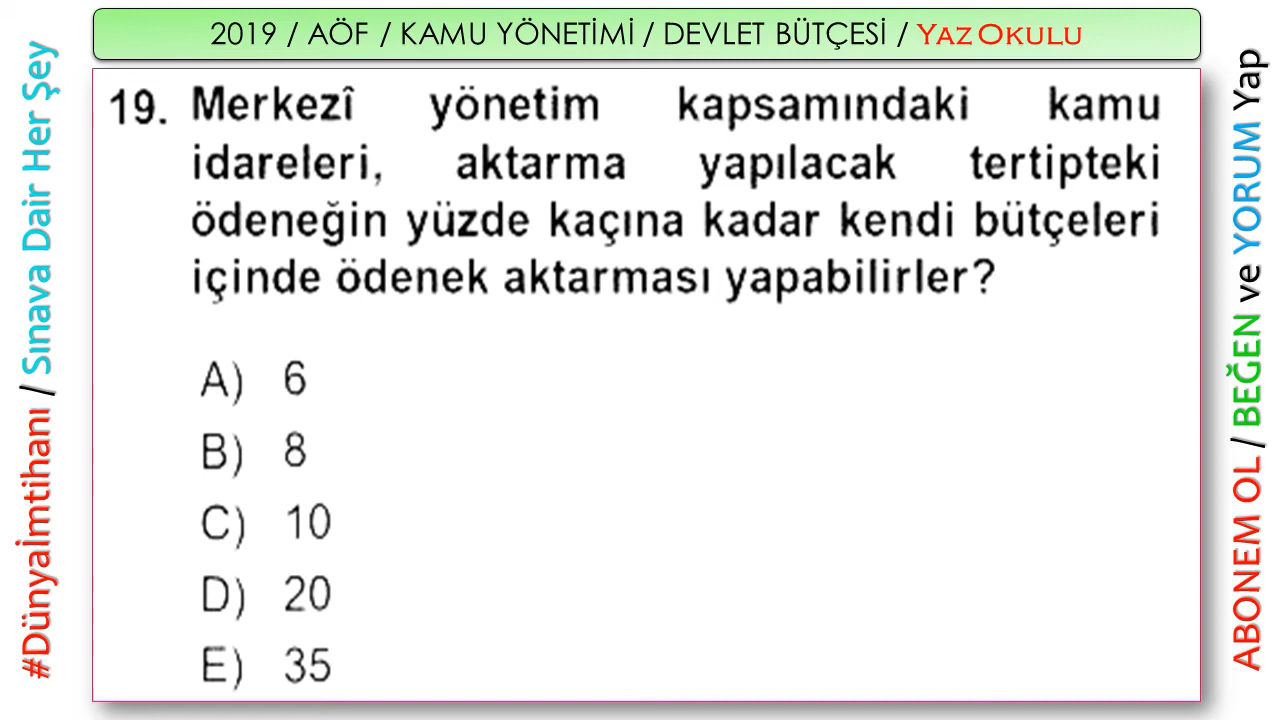 2019 / AÖF / KAMU YÖNETİMİ / DEVLET BÜTÇESİ / YAZ OKULU
#Dünyaİmtihanı / Sınava Dair Her Şey
19. Merkezî yönetim kapsamındaki kamu
idareleri, aktarma yapılacak tertipteki
ödeneğin yüzde kaçına kadar kendi bütçeleri
içinde ödenek aktarması yapabilirler?
A) 6
B) 8
C) 10
D) 20
E) 35
ABONEM OL / BEĞEN ve YORUM Yap